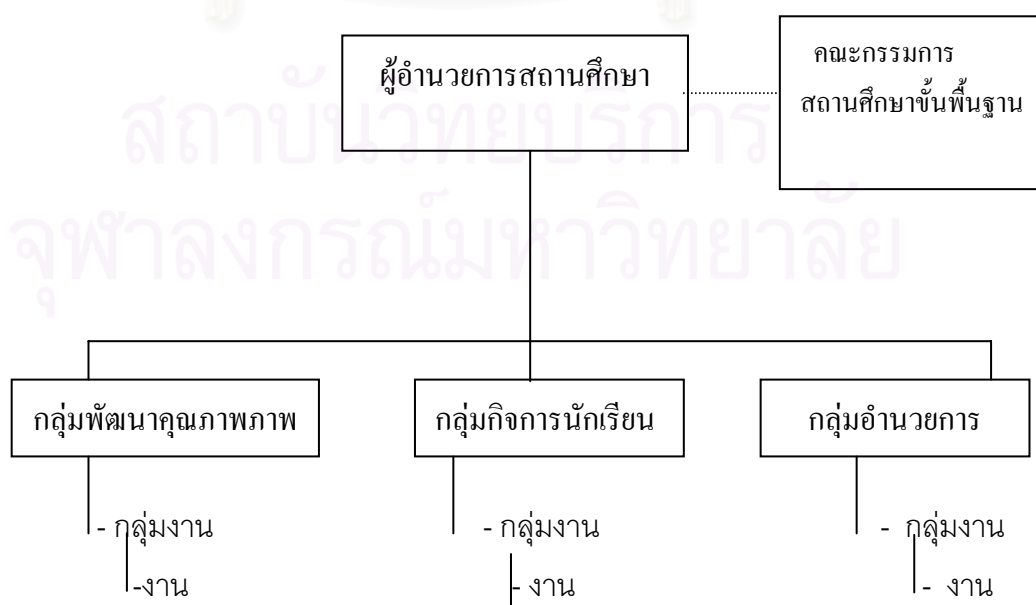 ผู้อำนวยการสถานศึกษา
คณะกรรมการ
สถานศึกษาขั้นพื้นฐาน
สถาบันวิทยบริการ
จุฬาลงกรณ์มหาวิทยาลัย
กลุ่มพัฒนาคุณภาพภาพ
กลุ่มกิจการนักเรียน
กลุ่มอำนวยการ
- กลุ่มงาน
- กลุ่มงาน
- กลุ่มงาน
-งาน
- งาน
- งาน